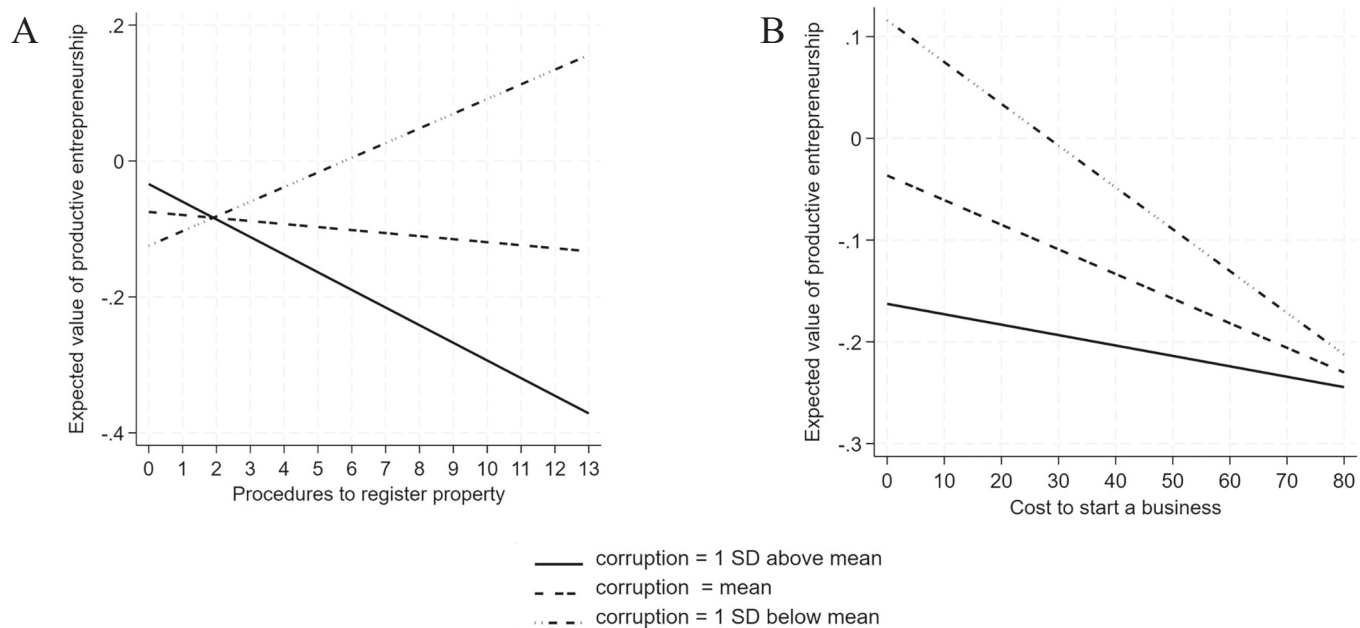 A
Expected value of productive entrepreneurship
.2
0
-.2
-.4
0 1 2 3 4 5 6 7 8 9 10 11 12 13
Procedures to register property
B
Expected value of productive entrepreneurship
.1
0
-.1
-.2
-.3
0 10 20 30 40 50 60 70 80
Cost to start a business
corruption = 1 SD above mean
corruption = mean
corruption = 1 SD below mean